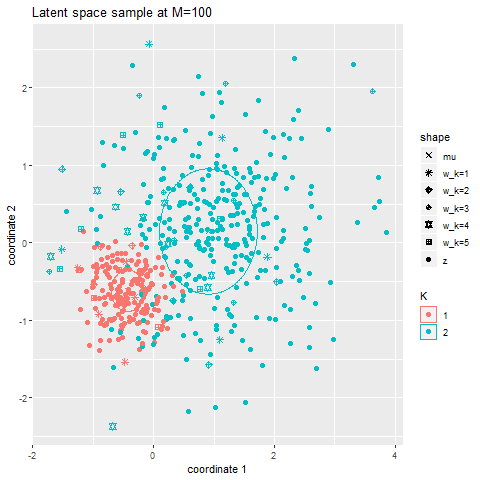 Latent space sample at M=100
coordinate 2
2
1
0
-1
-2
-2
0
2
4
coordinate 1
shape
mu
w_k=1
w_k=2
w_k=3
w_k=4
w_k=5
z
K
1
2